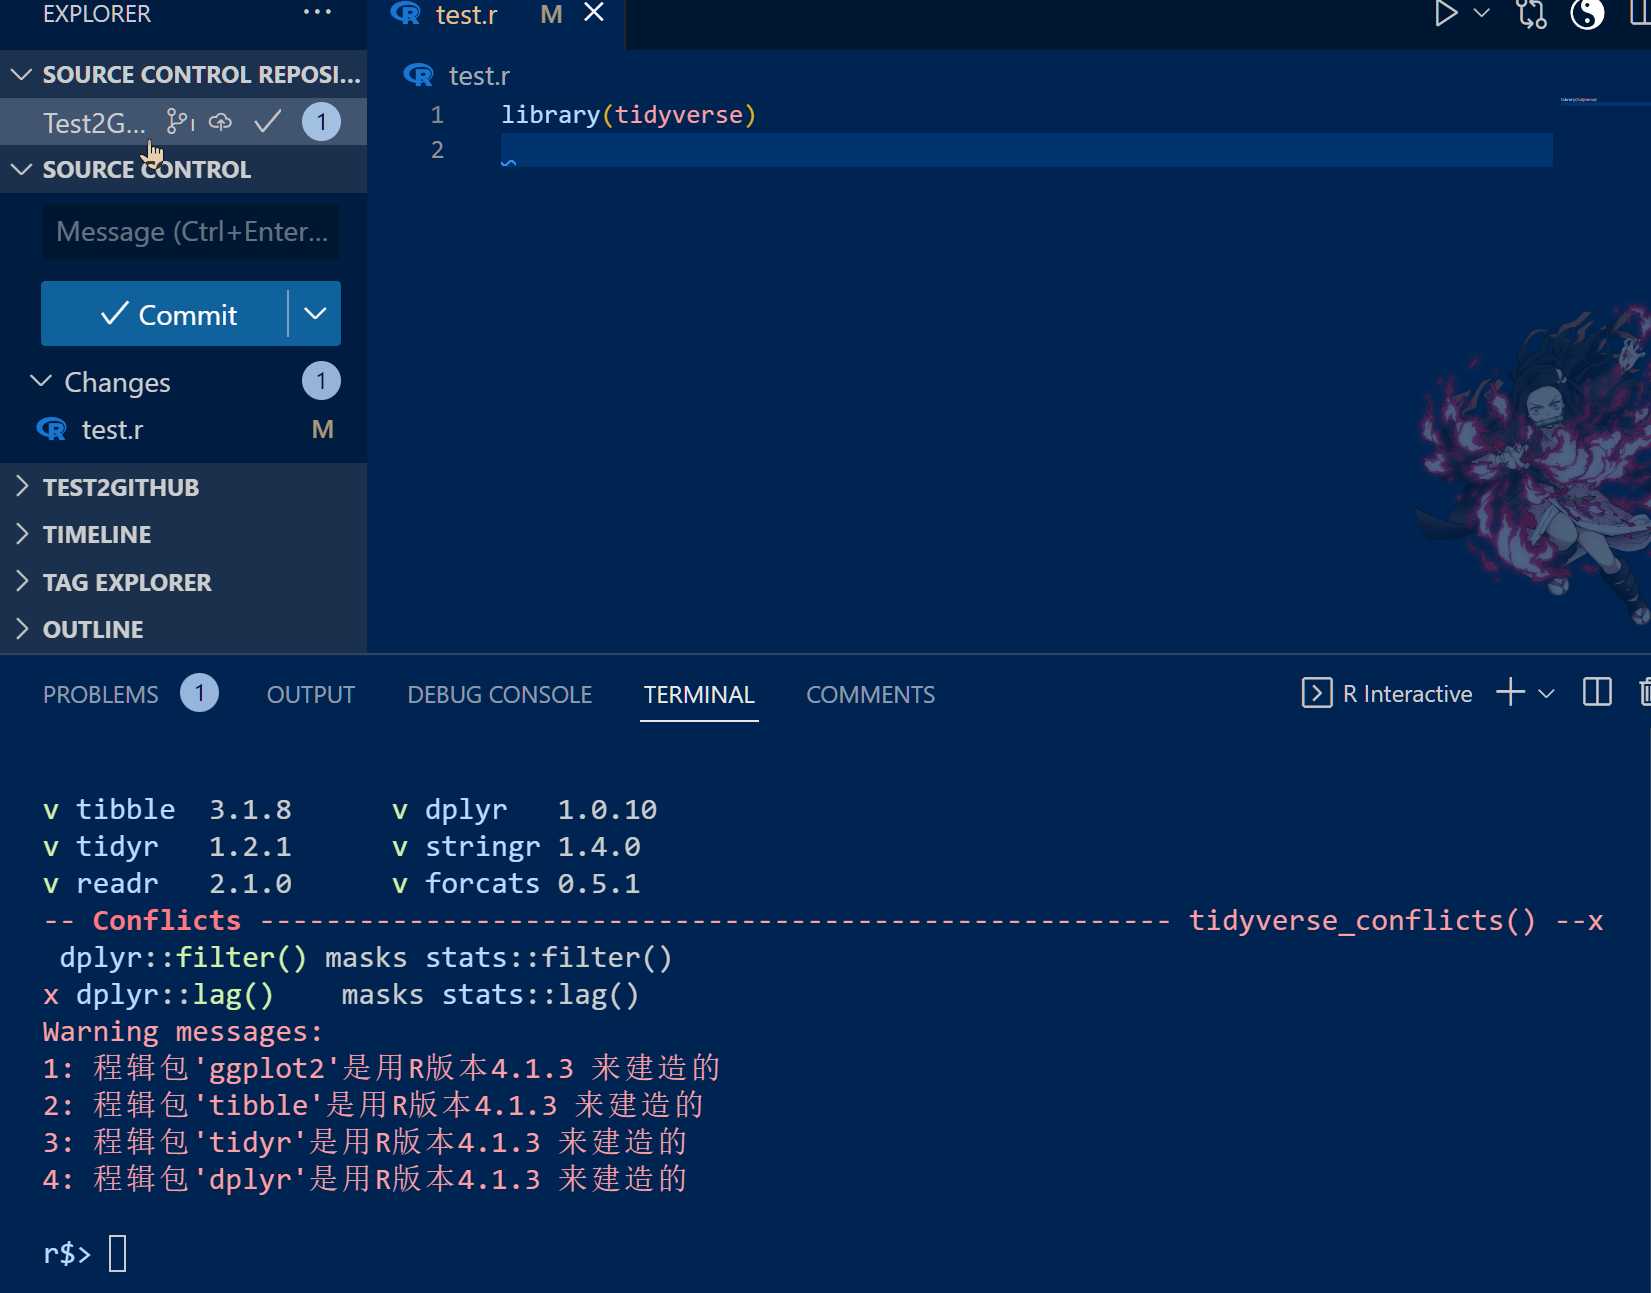 EXPLORER
test.r M
SOURCE CONTROL REPOSI...
Test2G... 1
SOURCE CONTROL
Message (Ctrl+Enter...
Commit
Changes 1
test.r M
TEST2GITHUB
TIMELINE
TAG EXPLORER
OUTLINE
test.r
1 library(tidyverse)
2
PROBLEMS 1 OUTPUT DEBUG CONSOLE TERMINAL COMMENTS R Interactive
v tibble 3.1.8 v dplyr 1.0.10
v tidyr 1.2.1 v stringr 1.4.0
v readr 2.1.0 v forcats 0.5.1
-- Conflicts ------------------------------------------------------- tidyverse_conflicts() --x
dplyr::filter() masks stats::filter()
x dplyr::lag() masks stats::lag()
Warning messages:
1: 程辑包'ggplot2'是用R版本4.1.3 来建造的
2: 程辑包'tibble'是用R版本4.1.3 来建造的
3: 程辑包'tidyr'是用R版本4.1.3 来建造的
4: 程辑包'dplyr'是用R版本4.1.3 来建造的
r$>